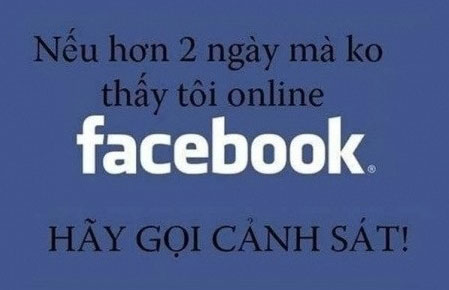 Nếu hơn 2 ngày mà ko
thấy tôi online
facebook®
HÃY GỌI CẢNH SÁT!